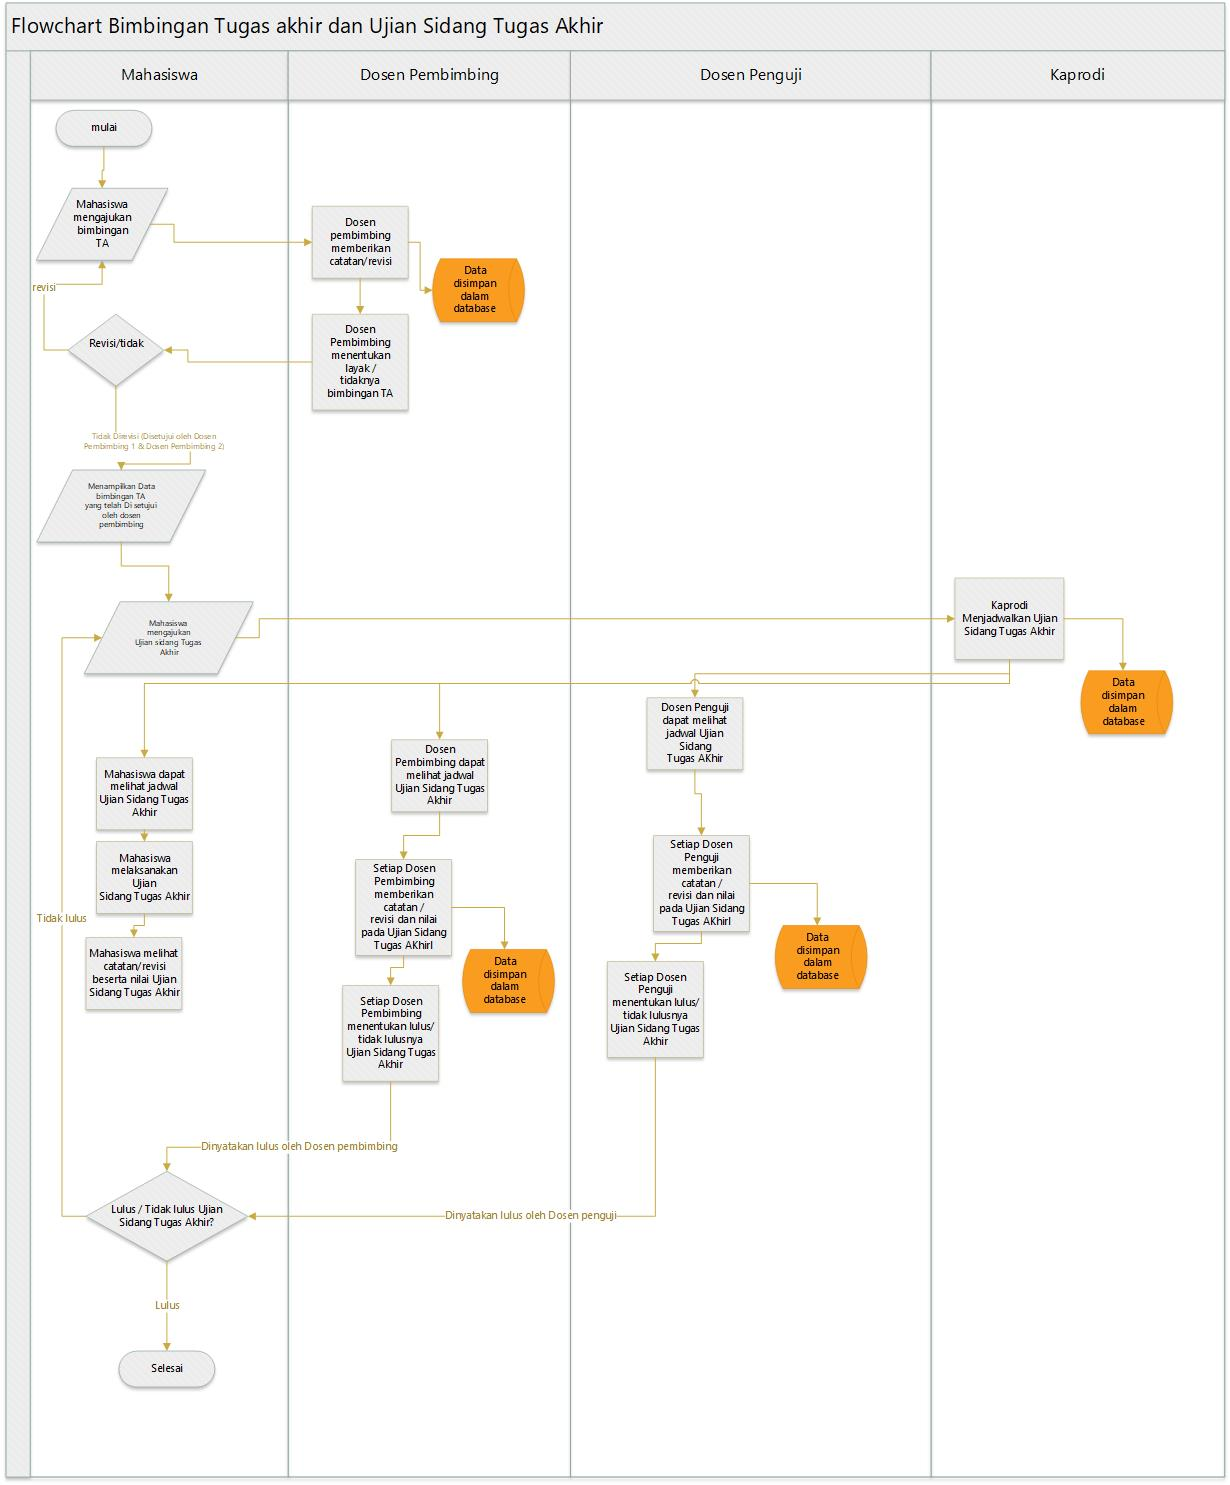 Flowchart Bimbingan Tugas akhir dan Ujian Sidang Tugas Akhir
Mahasiswa
Dosen Pembimbing
Dosen Penguji
Kaprodi
mulai
Mahasiswa
mengajukan
bimbingan
TA
Dosen
pembimbing
memberikan
catatan/revisi
Data
disimpan
dalam
database
revisi
Revisi/tidak
Dosen
Pembimbing
menentukan
layak /
tidaknya
bimbingan TA
Tidak Direvisi (Disetujui oleh Dosen
Pembimbing 1 & Dosen Pembimbing 2)
Menampilkan Data
bimbingan TA
yang telah Di setujui
oleh dosen
pembimbing
Mahasiswa
mengajukan
Ujian sidang Tugas
Akhir
Kaprodi
Menjadwalkan Ujian
Sidang Tugas Akhir
Data
disimpan
dalam
database
Dosen Penguji
dapat melihat
jadwal Ujian
Sidang
Tugas AKhir
Dosen
Pembimbing dapat
melihat jadwal
Ujian Sidang Tugas
Akhir
Mahasiswa dapat
melihat jadwal
Ujian Sidang Tugas
Akhir
Mahasiswa
melaksanakan
Ujian
Sidang Tugas Akhir
Setiap Dosen
Pembimbing
memberikan
catatan /
revisi dan nilai
pada Ujian Sidang
Tugas AKhirl
Setiap Dosen
Penguji
memberikan
catatan /
revisi dan nilai
pada Ujian Sidang
Tugas AKhirl
Tidak lulus
Mahasiswa melihat
catatan/revisi
beserta nilai Ujian
Sidang Tugas Akhir
Data
disimpan
dalam
database
Data
disimpan
dalam
database
Setiap Dosen
Pembimbing
menentukan lulus/
tidak lulusnya
Ujian Sidang Tugas
Akhir
Setiap Dosen
Penguji
menentukan lulus/
tidak lulusnya
Ujian Sidang Tugas
Akhir
Dinyatakan lulus oleh Dosen pembimbing
Lulus / Tidak lulus Ujian
Sidang Tugas Akhir?
Dinyatakan lulus oleh Dosen penguji
Lulus
Selesai